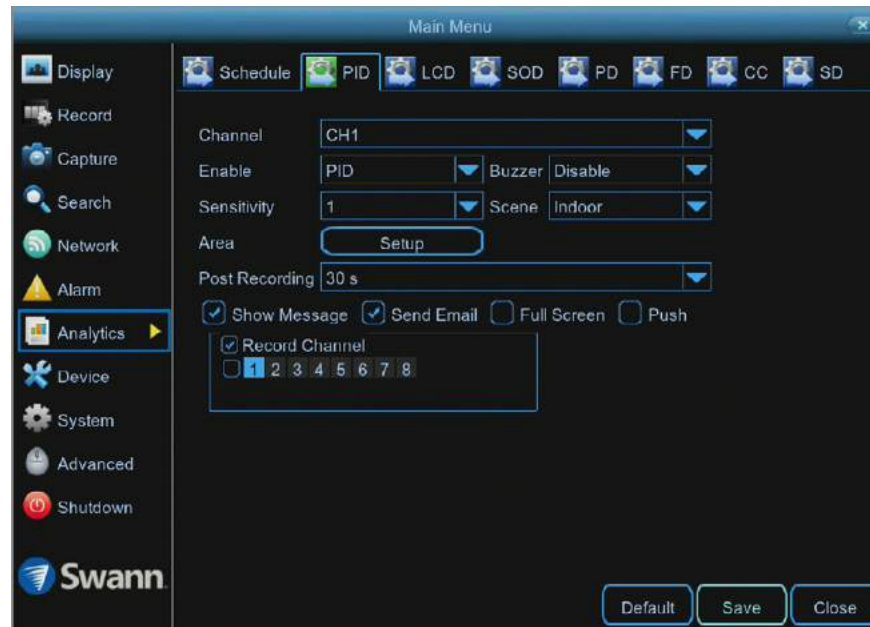 Main Menu
Display
Record
Capture
Search
Network
Alarm
Analytics
Device
System
Advanced
Shutdown
Swann
Schedule PID LCD SOD PD FD CC SD
Channel CH1
Enable PID Buzzer Disable
Sensitivity 1 Scene Indoor
Area Setup
Post Recording 30 s
Show Message Send Email Full Screen Push
Record Channel
1 2 3 4 5 6 7 8
Default Save Close